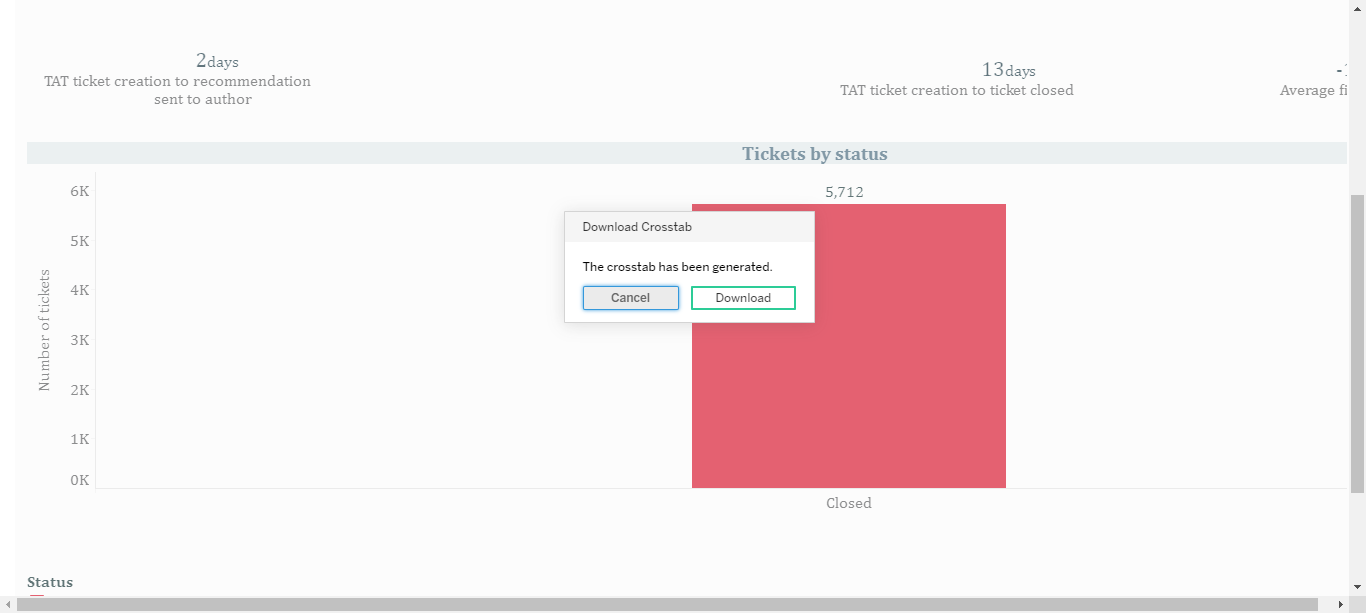 2days
TAT ticket creation to recommendation
sent to author
13days
TAT ticket creation to ticket closed
Average fi
Tickets by status
Number of tickets
6K
5K
4K
3K
2K
1K
0K
5,712
Closed
Download Crosstab
The crosstab has been generated.
Cancel
Download
Status